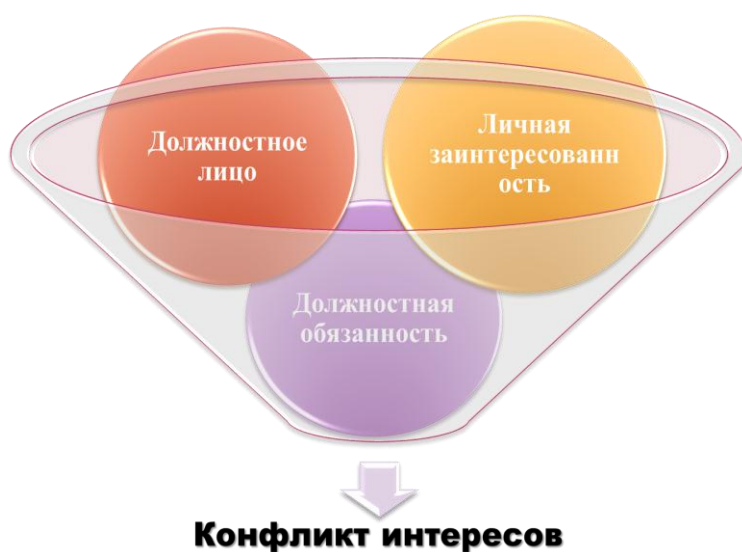 Должностное
лицо
Личная
заинтересованн
ость
Должностная
обязанность
Конфликт интересов